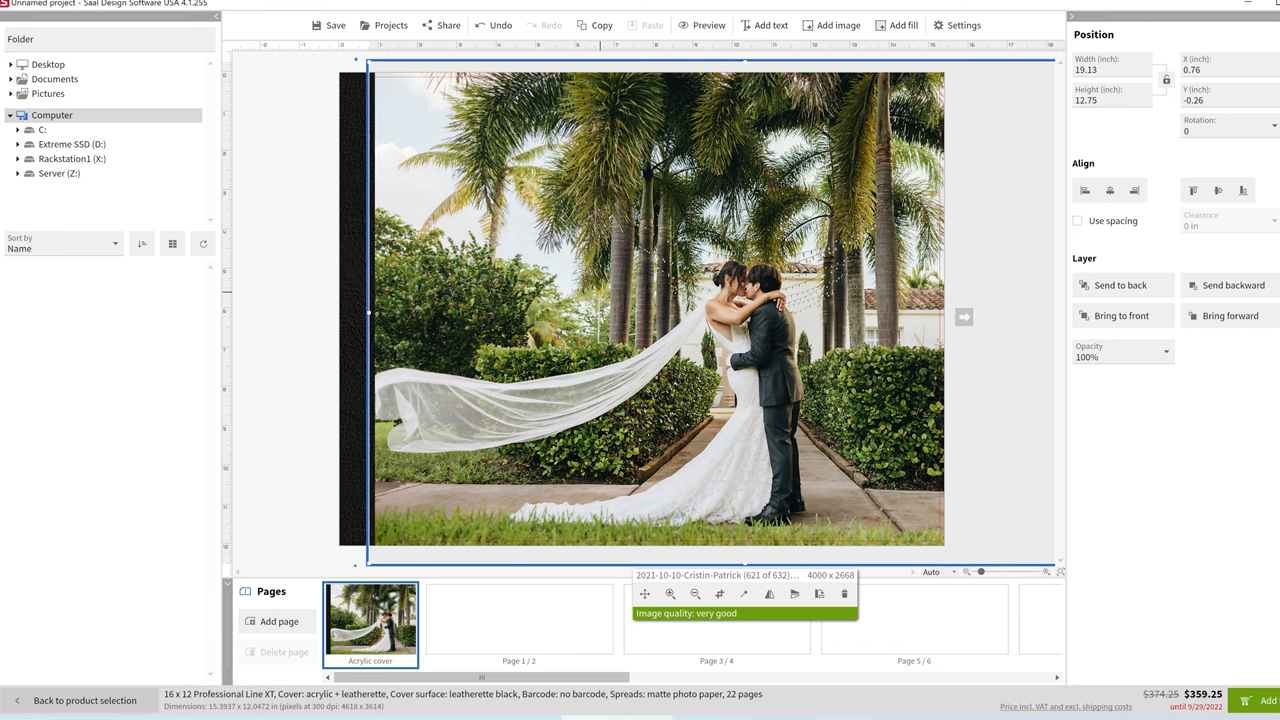 Unnamed project - Saal Design Software USA 4.1.255
Save
Projects
Share
Undo
Redo
Copy
Paste
Preview
Add text
Add image
Add fill
Settings
Folder
Desktop
Documents
Pictures
Computer
C:
Extreme SSD (D:)
Rackstation1 (X:)
Server (Z:)
Sort by
Name
Position
Width (inch):
19.13
X (inch):
0.76
Height (inch):
12.75
Y (inch):
-0.26
Rotation:
0
Align
Use spacing
Clearance
0 in
Layer
Send to back
Send backward
Bring to front
Bring forward
Opacity
100%
Auto
2021-10-10-Cristin-Patrick (621 of 632)... 4000 x 2668
Image quality: very good
Pages
Add page
Delete page
Acrylic cover
Page 1 / 2
Page 3 / 4
Page 5 / 6
Back to product selection
16 x 12 Professional Line XT, Cover: acrylic + leatherette, Cover surface: leatherette black, Barcode: no barcode, Spreads: matte photo paper, 22 pages
Dimensions: 15.3937 x 12.0472 in (pixels at 300 dpi: 4618 x 3614)
$374.25 $359.25
Price incl. VAT and excl. shipping costs
until 9/29/2022
Add